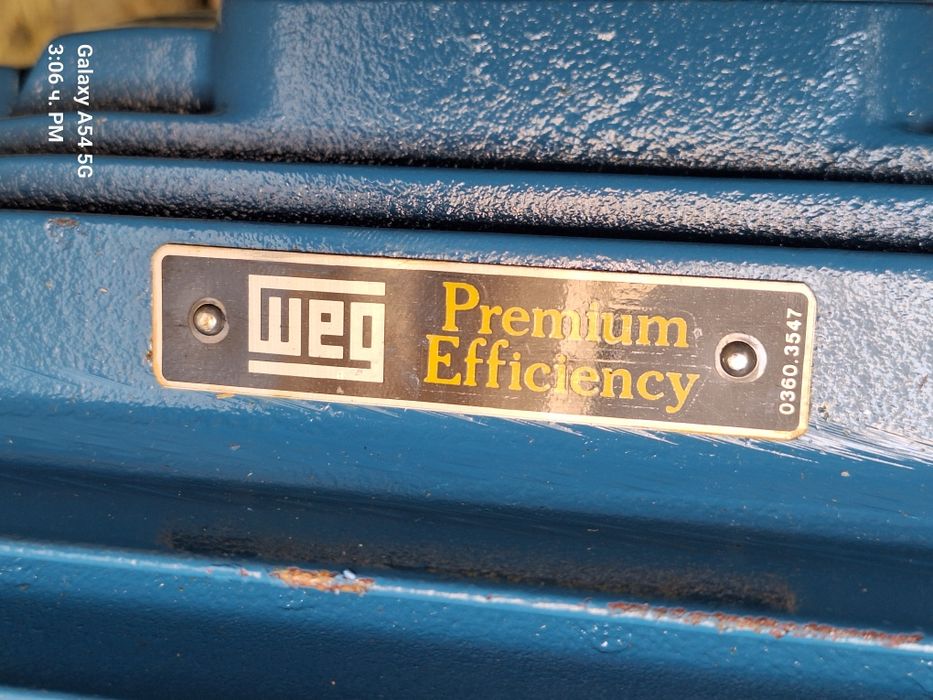 Galaxy A54 5G
3:06 ч. PM
weg
Premium
Efficiency
0360.3547